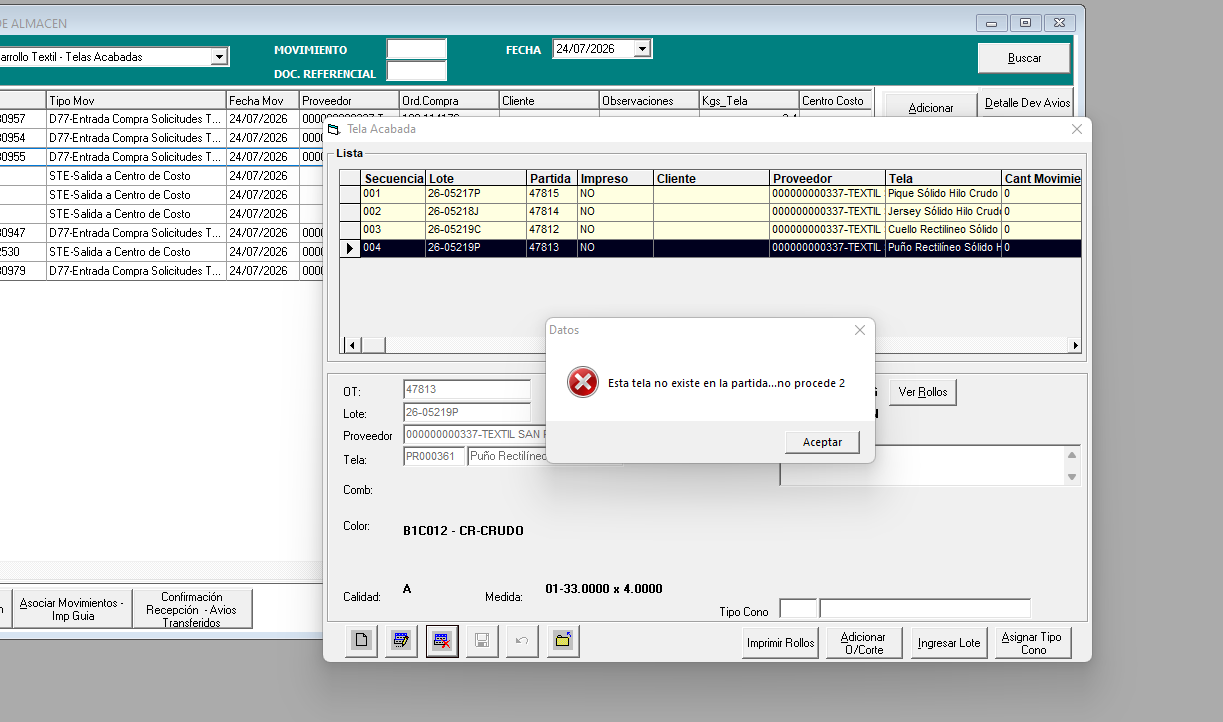 DE ALMACEN
arrollo Textil - Telas Acabadas
MOVIMIENTO
FECHA 24/07/2026
DOC. REFERENCIAL
Buscar
Tipo Mov Fecha Mov Proveedor Ord.Compra Cliente Observaciones Kgs_Tela Centro Costo
Adicionar
Detalle Dev Avios
80957 D77-Entrada Compra Solicitudes T... 24/07/2026
80954 D77-Entrada Compra Solicitudes T... 24/07/2026 0000
80955 D77-Entrada Compra Solicitudes T... 24/07/2026 0000
STE-Salida a Centro de Costo 24/07/2026
STE-Salida a Centro de Costo 24/07/2026
STE-Salida a Centro de Costo 24/07/2026
80947 D77-Entrada Compra Solicitudes T... 24/07/2026 0000
2530 STE-Salida a Centro de Costo 24/07/2026
80979 D77-Entrada Compra Solicitudes T... 24/07/2026 0000
Asociar Movimientos -
Imp Guia
Confirmación
Recepción - Avios
Transferidos
Tela Acabada
Lista
Secuencia Lote Partida Impreso Cliente Proveedor Tela Cant Movimie
001 26-05217P 47815 NO 000000000337-TEXTIL Pique Sólido Hilo Crudo 0
002 26-05218J 47814 NO 000000000337-TEXTIL Jersey Sólido Hilo Crudo 0
003 26-05219C 47812 NO 000000000337-TEXTIL Cuello Rectilineo Sólido 0
004 26-05219P 47813 NO 000000000337-TEXTIL Puño Rectilíneo Sólido H 0
Datos
Esta tela no existe en la partida...no procede 2
Aceptar
OT: 47813
Ver Rollos
Lote: 26-05219P
Proveedor 000000000337-TEXTIL SAN
Tela: PR000361 Puño Rectilíneo
Comb:
Color: B1C012 - CR-CRUDO
Calidad: A
Medida: 01-33.0000 x 4.0000
Tipo Cono
Imprimir Rollos
Adicionar
O/Corte
Ingresar Lote
Asignar Tipo
Cono